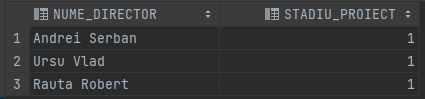 NUME_DIRECTOR STADIU_PROIECT
1 Andrei Serban 1
2 Ursu Vlad 1
3 Rauta Robert 1